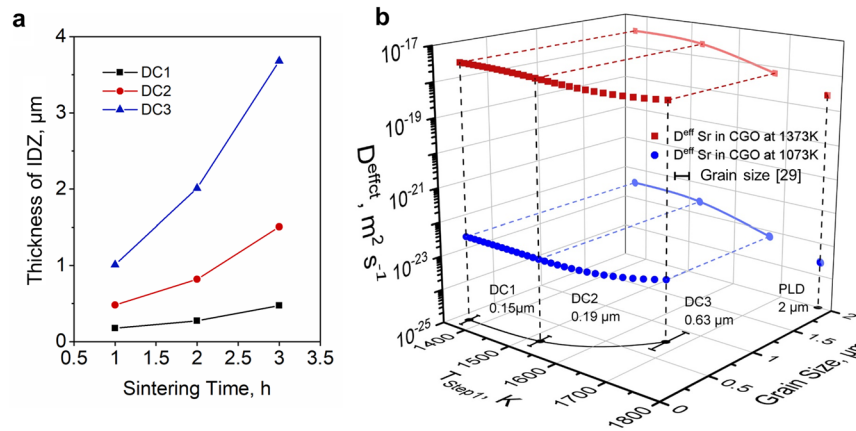 a
Thickness of IDZ, μm
4
3
2
1
0
0.5 1.0 1.5 2.0 2.5 3.0 3.5
Sintering Time, h
DC1
DC2
DC3
b
D^effct, m² s⁻¹
10⁻¹⁷
10⁻¹⁹
10⁻²¹
10⁻²³
10⁻²⁵
D^eff Sr in CGO at 1373K
D^eff Sr in CGO at 1073K
Grain size [29]
DC1
0.15μm
DC2
0.19 μm
DC3
0.63 μm
PLD
2 μm
1400 1500 1600 1700 1800
T_Step1, K
0 0.5 1 1.5 2
Grain Size, μm